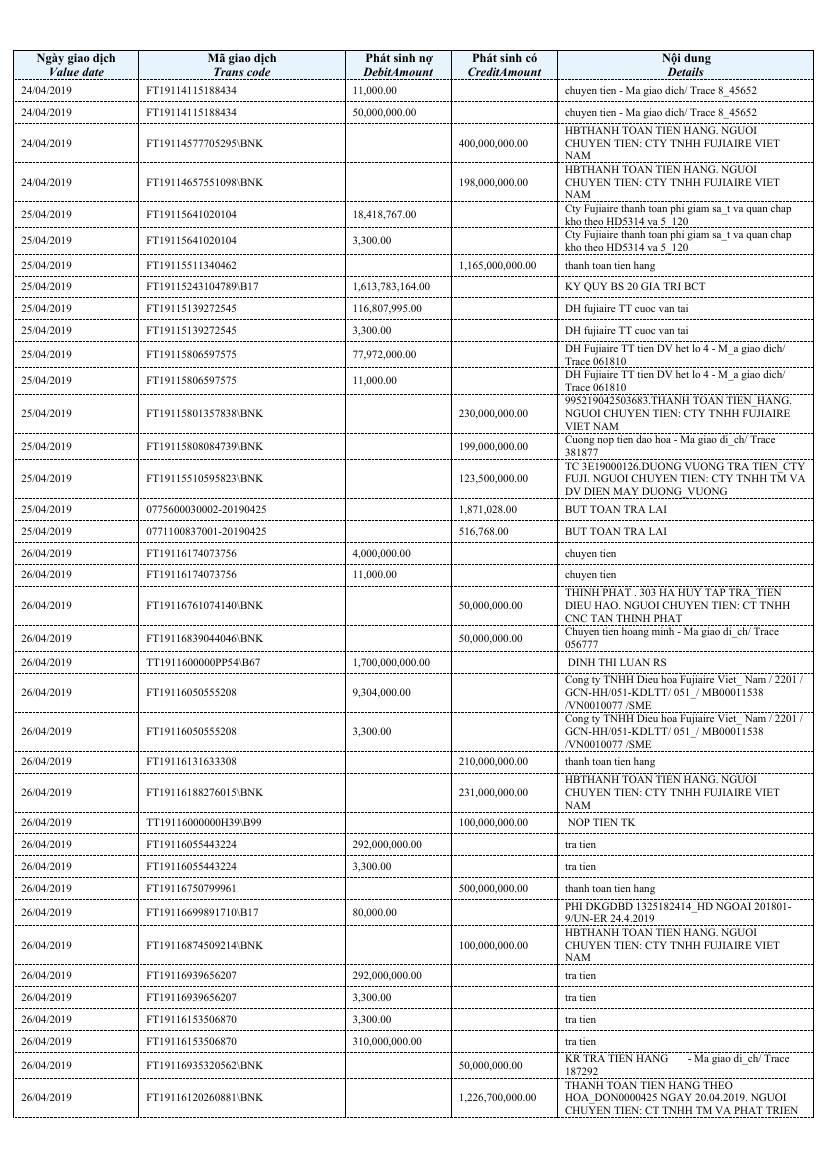 Ngày giao dịch Mã giao dịch Phát sinh nợ Phát sinh có Nội dung
Value date Trans code DebitAmount CreditAmount Details
24/04/2019 FT19114115188434 11,000.00 chuyen tien - Ma giao dich/ Trace 8_45652
24/04/2019 FT19114115188434 50,000,000.00 chuyen tien - Ma giao dich/ Trace 8_45652
24/04/2019 FT19114577705295\BNK 400,000,000.00 HBTHANH TOAN TIEN HANG. NGUOI
CHUYEN TIEN: CTY TNHH FUJIAIRE VIET
NAM
24/04/2019 FT19114657551098\BNK 198,000,000.00 HBTHANH TOAN TIEN HANG. NGUOI
CHUYEN TIEN: CTY TNHH FUJIAIRE VIET
NAM
25/04/2019 FT19115641020104 18,418,767.00 Cty Fujiaire thanh toan phi giam sa_t va quan chap
kho theo HD5314 va 5_120
25/04/2019 FT19115641020104 3,300.00 Cty Fujiaire thanh toan phi giam sa_t va quan chap
kho theo HD5314 va 5_120
25/04/2019 FT19115511340462 1,165,000,000.00 thanh toan tien hang
25/04/2019 FT19115243104789\B17 1,613,783,164.00 KY QUY BS 20 GIA TRI BCT
25/04/2019 FT19115139272545 116,807,995.00 DH fujiaire TT cuoc van tai
25/04/2019 FT19115139272545 3,300.00 DH fujiaire TT cuoc van tai
25/04/2019 FT19115806597575 77,972,000.00 DH Fujiaire TT tien DV het lo 4 - M_a giao dich/
Trace 061810
25/04/2019 FT19115806597575 11,000.00 DH Fujiaire TT tien DV het lo 4 - M_a giao dich/
Trace 061810
25/04/2019 FT19115801357838\BNK 230,000,000.00 995219042503683.THANH TOAN TIEN_HANG.
NGUOI CHUYEN TIEN: CTY TNHH FUJIAIRE
VIET NAM
25/04/2019 FT19115808084739\BNK 199,000,000.00 Cuong nop tien dao hoa - Ma giao di_ch/ Trace
381877
25/04/2019 FT19115510595823\BNK 123,500,000.00 TC 3E19000126.DUONG VUONG TRA TIEN_CTY
FUJI. NGUOI CHUYEN TIEN: CTY TNHH TM VA
DV DIEN MAY DUONG_VUONG
25/04/2019 0775600030002-20190425 1,871,028.00 BUT TOAN TRA LAI
25/04/2019 0771100837001-20190425 516,768.00 BUT TOAN TRA LAI
26/04/2019 FT19116174073756 4,000,000.00 chuyen tien
26/04/2019 FT19116174073756 11,000.00 chuyen tien
26/04/2019 FT19116761074140\BNK 50,000,000.00 THINH PHAT . 303 HA HUY TAP TRA_TIEN
DIEU HAO. NGUOI CHUYEN TIEN: CT TNHH
CNC TAN THINH PHAT
26/04/2019 FT19116839044046\BNK 50,000,000.00 Chuyen tien hoang minh - Ma giao di_ch/ Trace
056777
26/04/2019 TT1911600000PP54\B67 1,700,000,000.00 DINH THI LUAN RS
26/04/2019 FT19116050555208 9,304,000.00 Cong ty TNHH Dieu hoa Fujiaire Viet_ Nam / 2201 /
GCN-HH/051-KDLTT/ 051_/ MB00011538
/VN0010077 /SME
26/04/2019 FT19116050555208 3,300.00 Cong ty TNHH Dieu hoa Fujiaire Viet_ Nam / 2201 /
GCN-HH/051-KDLTT/ 051_/ MB00011538
/VN0010077 /SME
26/04/2019 FT19116131633308 210,000,000.00 thanh toan tien hang
26/04/2019 FT19116188276015\BNK 231,000,000.00 HBTHANH TOAN TIEN HANG. NGUOI
CHUYEN TIEN: CTY TNHH FUJIAIRE VIET
NAM
26/04/2019 TT19116000000H39\B99 100,000,000.00 NOP TIEN TK
26/04/2019 FT19116055443224 292,000,000.00 tra tien
26/04/2019 FT19116055443224 3,300.00 tra tien
26/04/2019 FT19116750799961 500,000,000.00 thanh toan tien hang
26/04/2019 FT19116699891710\B17 80,000.00 PHI DKGDBD 1325182414_HD NGOAI 201801-
9/UN-ER 24.4.2019
26/04/2019 FT19116874509214\BNK 100,000,000.00 HBTHANH TOAN TIEN HANG. NGUOI
CHUYEN TIEN: CTY TNHH FUJIAIRE VIET
NAM
26/04/2019 FT19116939656207 292,000,000.00 tra tien
26/04/2019 FT19116939656207 3,300.00 tra tien
26/04/2019 FT19116153506870 3,300.00 tra tien
26/04/2019 FT19116153506870 310,000,000.00 tra tien
26/04/2019 FT19116935320562\BNK 50,000,000.00 KR TRA TIEN HANG - Ma giao di_ch/ Trace
187292
26/04/2019 FT19116120260881\BNK 1,226,700,000.00 THANH TOAN TIEN HANG THEO
HOA_DON0000425 NGAY 20.04.2019. NGUOI
CHUYEN TIEN: CT TNHH TM VA PHAT TRIEN